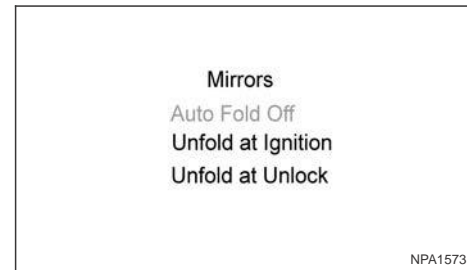 Mirrors
Auto Fold Off
Unfold at Ignition
Unfold at Unlock
NPA1573